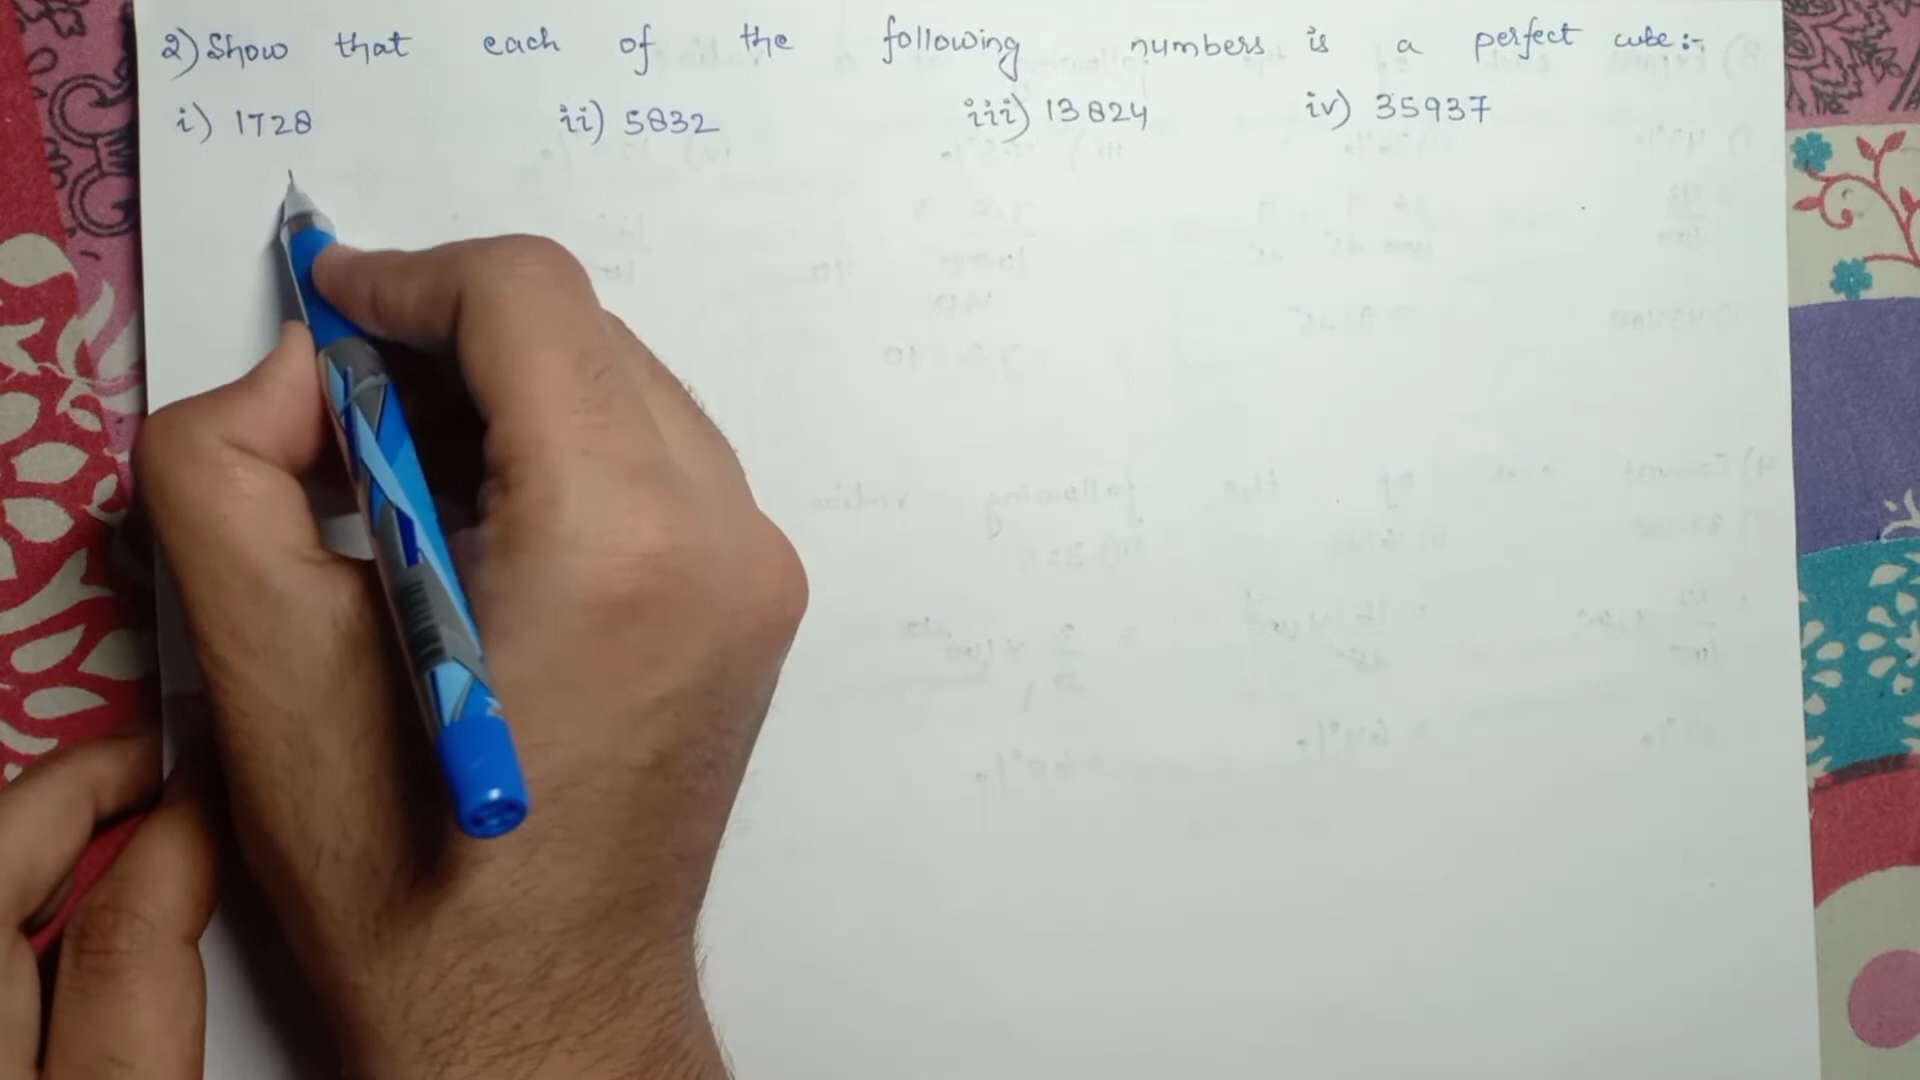 2) Show that each of the following numbers is a perfect cube :-
i) 1728 ii) 5832 iii) 13824 iv) 35937